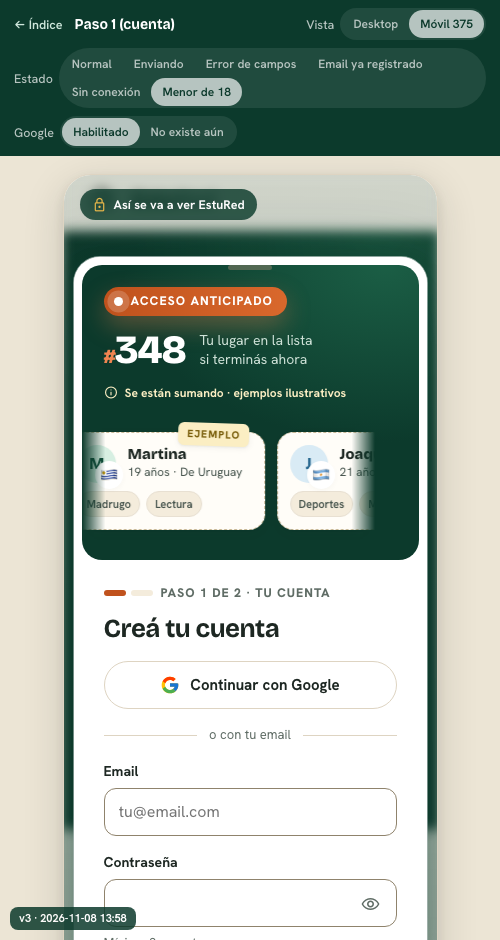 ← Índice Paso 1 (cuenta) Vista Desktop Móvil 375
Estado Normal Enviando Error de campos Email ya registrado
Sin conexión Menor de 18
Google Habilitado No existe aún
Así se va a ver EstuRed
ACCESO ANTICIPADO
#348 Tu lugar en la lista
si terminás ahora
Se están sumando · ejemplos ilustrativos
EJEMPLO
M Martina
19 años · De Uruguay
Madrugo Lectura
J Joaq
21 año
Deportes M
PASO 1 DE 2 · TU CUENTA
Creá tu cuenta
Continuar con Google
o con tu email
Email
tu@email.com
Contraseña
v3 · 2026-11-08 13:58